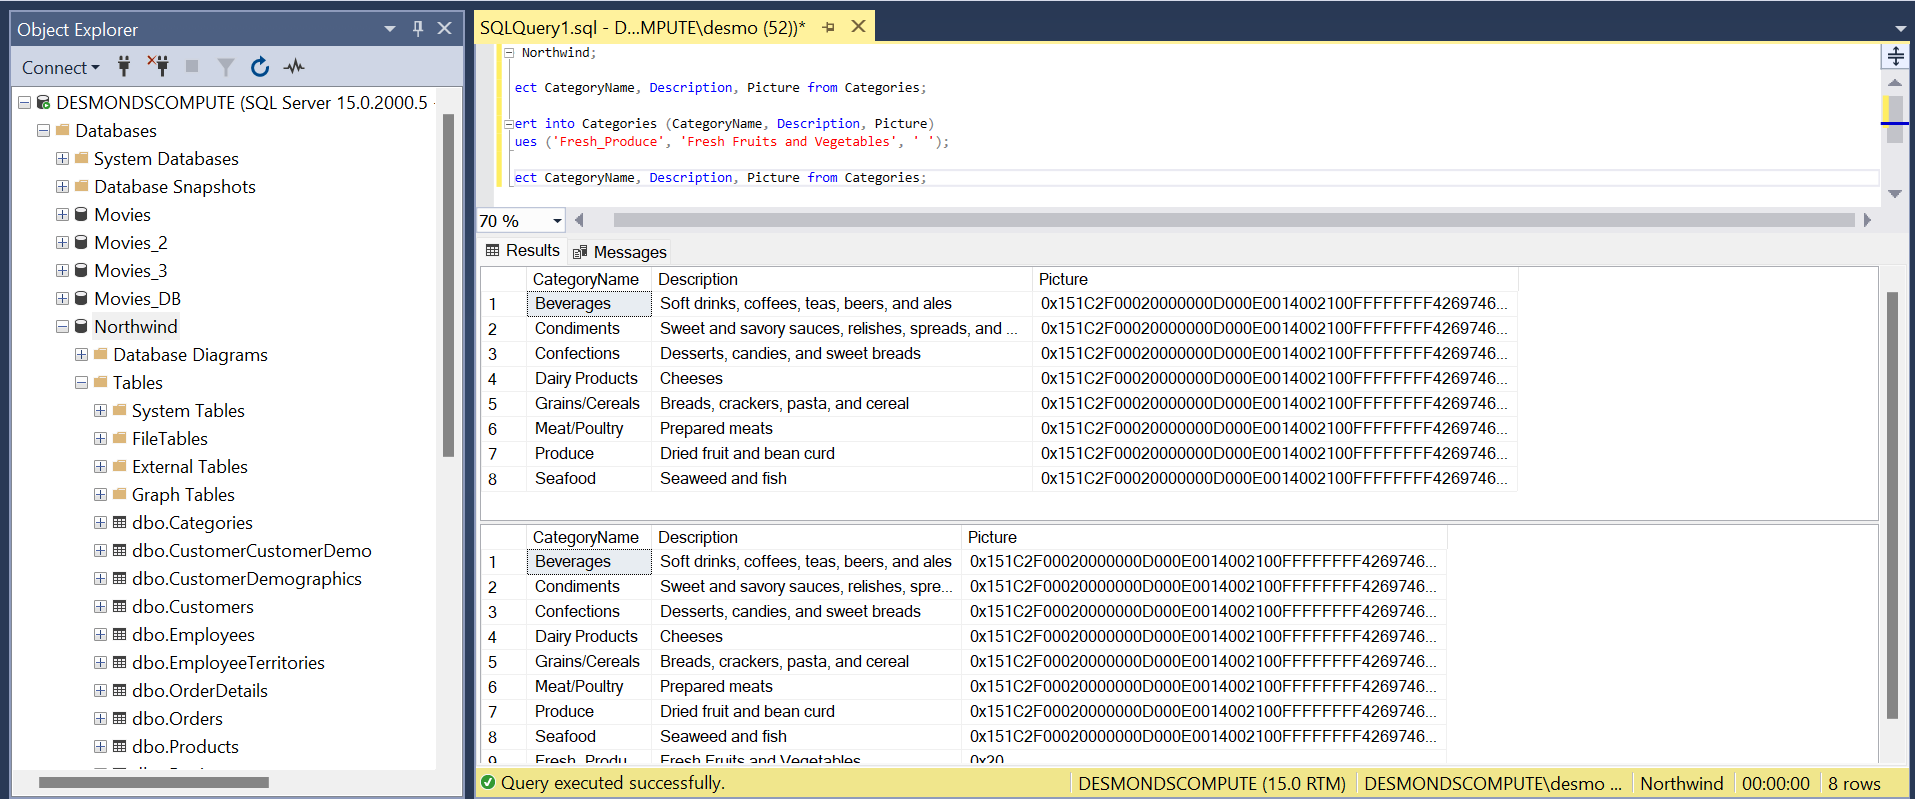 Object Explorer
Connect
DESMONDSCOMPUTE (SQL Server 15.0.2000.5 -
Databases
System Databases
Database Snapshots
Movies
Movies_2
Movies_3
Movies_DB
Northwind
Database Diagrams
Tables
System Tables
FileTables
External Tables
Graph Tables
dbo.Categories
dbo.CustomerCustomerDemo
dbo.CustomerDemographics
dbo.Customers
dbo.Employees
dbo.EmployeeTerritories
dbo.OrderDetails
dbo.Orders
dbo.Products
SQLQuery1.sql - D...MPUTE\desmo (52))*
Northwind;
ect CategoryName, Description, Picture from Categories;
ert into Categories (CategoryName, Description, Picture)
ues ('Fresh_Produce', 'Fresh Fruits and Vegetables', ' ');
ect CategoryName, Description, Picture from Categories;
70 %
Results Messages
CategoryName Description Picture
1 Beverages Soft drinks, coffees, teas, beers, and ales 0x151C2F00020000000D000E0014002100FFFFFFFF4269746...
2 Condiments Sweet and savory sauces, relishes, spreads, and ... 0x151C2F00020000000D000E0014002100FFFFFFFF4269746...
3 Confections Desserts, candies, and sweet breads 0x151C2F00020000000D000E0014002100FFFFFFFF4269746...
4 Dairy Products Cheeses 0x151C2F00020000000D000E0014002100FFFFFFFF4269746...
5 Grains/Cereals Breads, crackers, pasta, and cereal 0x151C2F00020000000D000E0014002100FFFFFFFF4269746...
6 Meat/Poultry Prepared meats 0x151C2F00020000000D000E0014002100FFFFFFFF4269746...
7 Produce Dried fruit and bean curd 0x151C2F00020000000D000E0014002100FFFFFFFF4269746...
8 Seafood Seaweed and fish 0x151C2F00020000000D000E0014002100FFFFFFFF4269746...
CategoryName Description Picture
1 Beverages Soft drinks, coffees, teas, beers, and ales 0x151C2F00020000000D000E0014002100FFFFFFFF4269746...
2 Condiments Sweet and savory sauces, relishes, spre... 0x151C2F00020000000D000E0014002100FFFFFFFF4269746...
3 Confections Desserts, candies, and sweet breads 0x151C2F00020000000D000E0014002100FFFFFFFF4269746...
4 Dairy Products Cheeses 0x151C2F00020000000D000E0014002100FFFFFFFF4269746...
5 Grains/Cereals Breads, crackers, pasta, and cereal 0x151C2F00020000000D000E0014002100FFFFFFFF4269746...
6 Meat/Poultry Prepared meats 0x151C2F00020000000D000E0014002100FFFFFFFF4269746...
7 Produce Dried fruit and bean curd 0x151C2F00020000000D000E0014002100FFFFFFFF4269746...
8 Seafood Seaweed and fish 0x151C2F00020000000D000E0014002100FFFFFFFF4269746...
9 Fresh_Produ... Fresh Fruits and Vegetables 0x20
Query executed successfully. DESMONDSCOMPUTE (15.0 RTM) DESMONDSCOMPUTE\desmo ... Northwind 00:00:00 8 rows